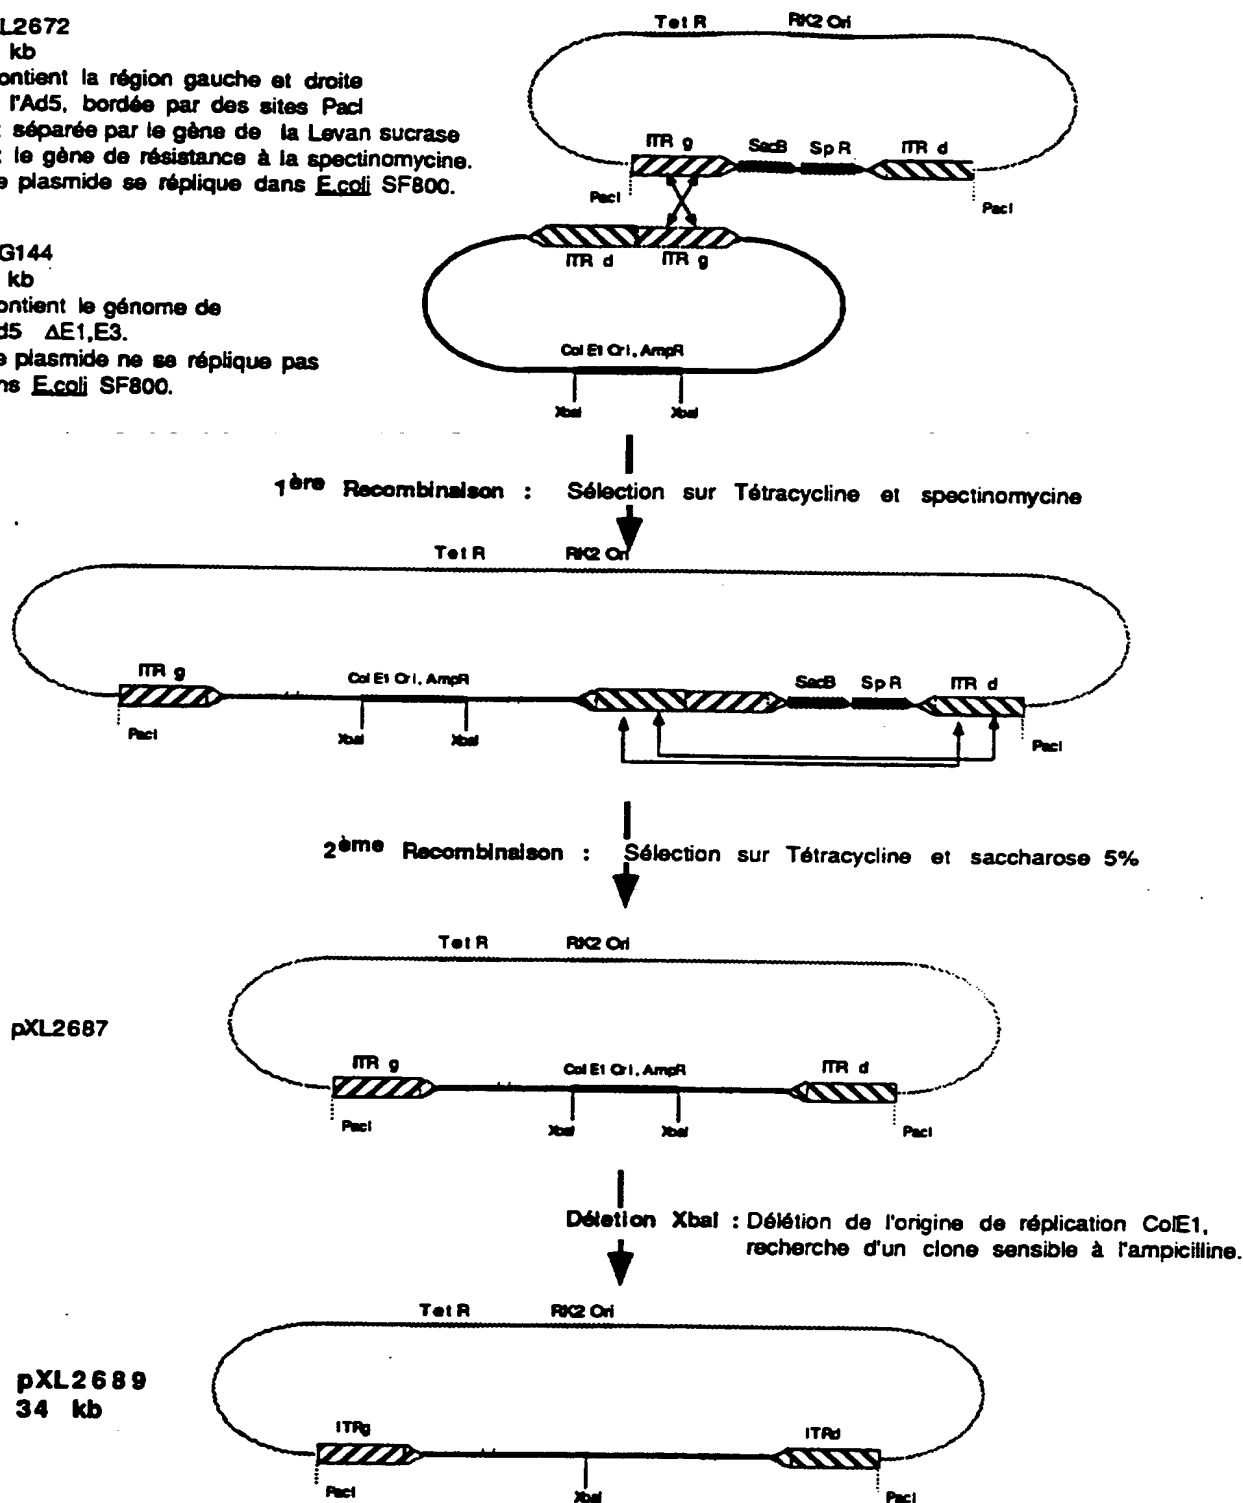 L2672
kb
ontient la région gauche et droite
l'Ad5, bordée par des sites PacI
: séparée par le gène de la Levan sucrase
: le gène de résistance à la spectinomycine.
e plasmide se réplique dans E.coli SF800.
Tet R RK2 Ori
ITR g SacB Sp R ITR d
PacI PacI
G144
kb
ontient le génome de
d5 ΔE1,E3.
e plasmide ne se réplique pas
ns E.coli SF800.
ITR d ITR g
Col E1 Ori, AmpR
XbaI XbaI
1ère Recombinaison : Sélection sur Tétracycline et spectinomycine
Tet R RK2 Ori
ITR g Col E1 Ori, AmpR SacB Sp R ITR d
PacI XbaI XbaI PacI
2ème Recombinaison : Sélection sur Tétracycline et saccharose 5%
Tet R RK2 Ori
pXL2687
ITR g Col E1 Ori, AmpR ITR d
PacI XbaI XbaI PacI
Déletion XbaI : Délétion de l'origine de réplication ColE1,
recherche d'un clone sensible à l'ampicilline.
Tet R RK2 Ori
pXL2689
34 kb
ITRg ITRd
PacI XbaI PacI